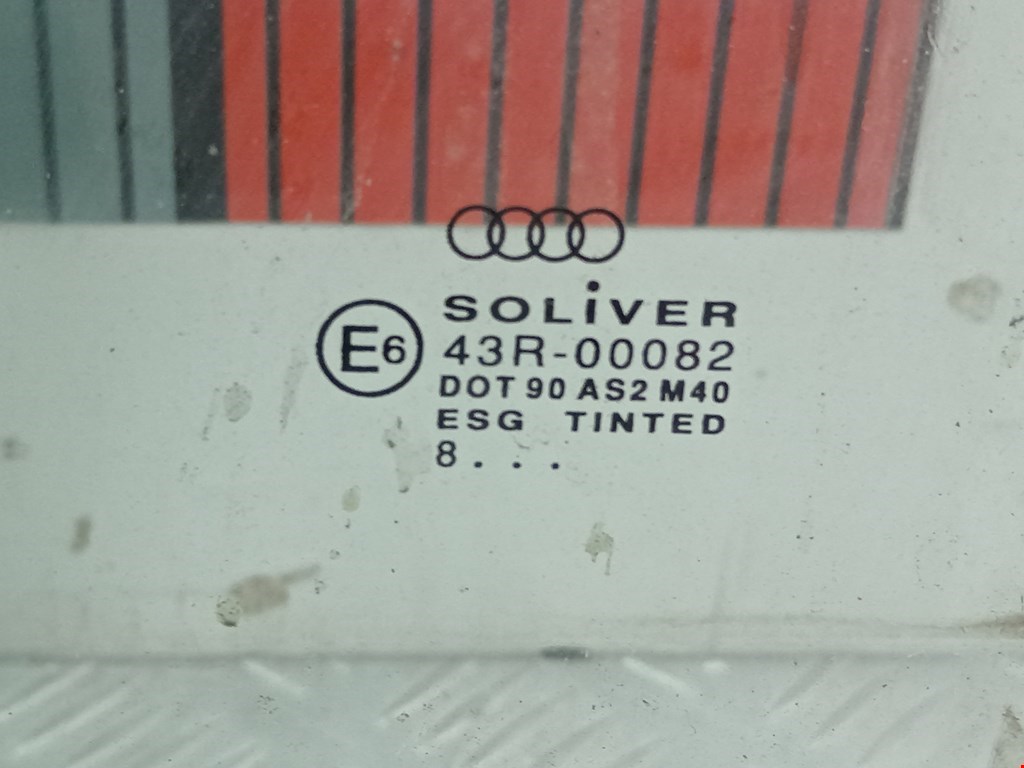 SOLiVER
E6
43R-00082
DOT 90 AS2 M40
ESG TINTED
8...